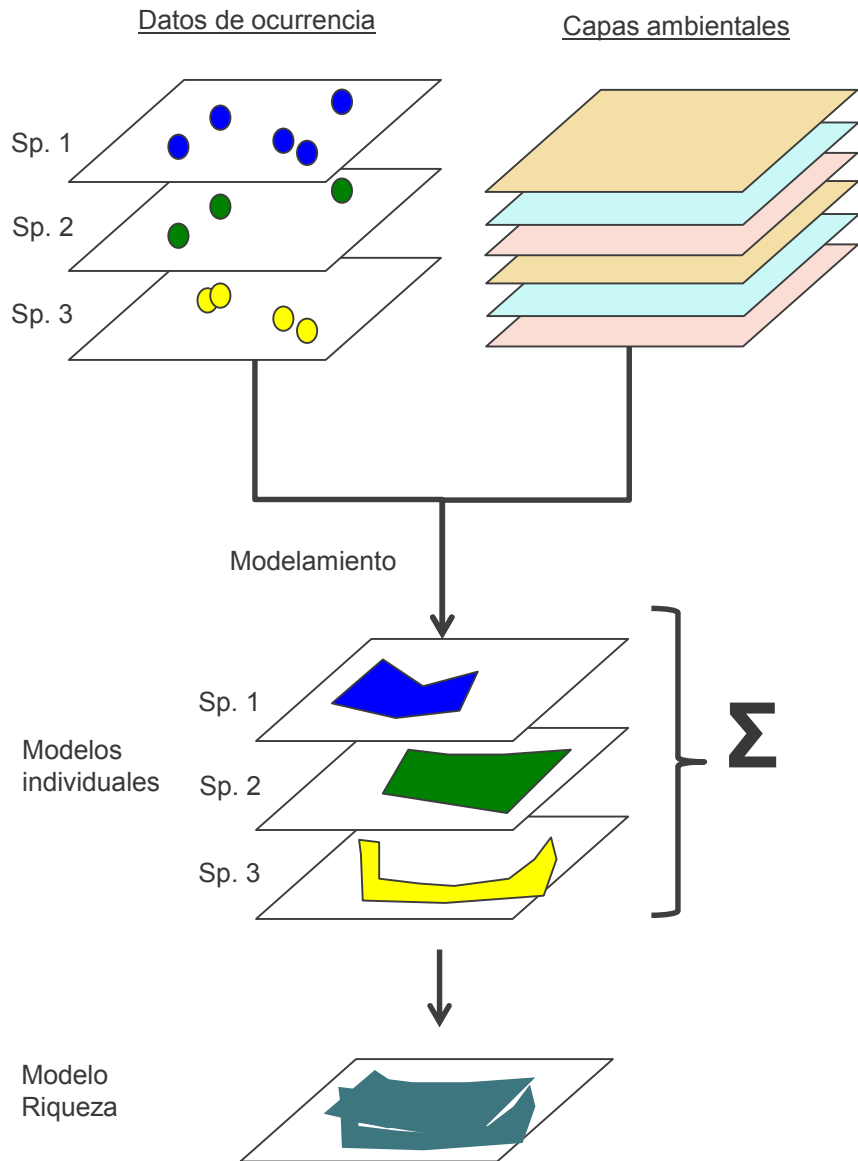 Datos de ocurrencia
Capas ambientales
Sp. 1
Sp. 2
Sp. 3
Modelamiento
Sp. 1
Modelos
individuales
Sp. 2
Sp. 3
Σ
Modelo
Riqueza